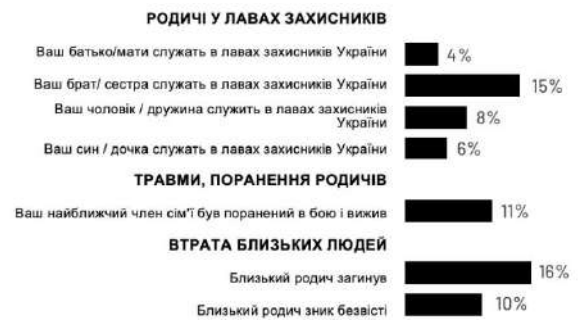 РОДИЧІ У ЛАВАХ ЗАХИСНИКІВ
Ваш батько/мати служать в лавах захисників України 4%
Ваш брат/ сестра служать в лавах захисників України 15%
Ваш чоловік / дружина служить в лавах захисників
України 8%
Ваш син / дочка служать в лавах захисників України 6%
ТРАВМИ, ПОРАНЕННЯ РОДИЧІВ
Ваш найближчий член сім'ї був поранений в бою і вижив 11%
ВТРАТА БЛИЗЬКИХ ЛЮДЕЙ
Близький родич загинув 16%
Близький родич зник безвісті 10%